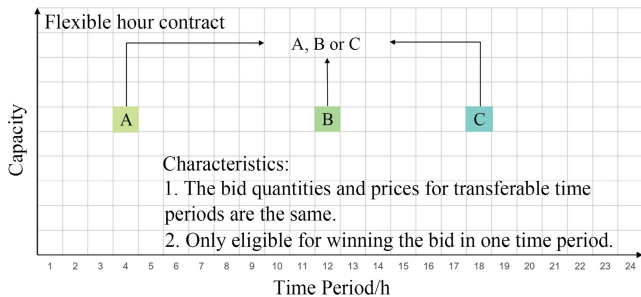 Flexible hour contract
A, B or C
A
B
C
Capacity
Characteristics:
1. The bid quantities and prices for transferable time
periods are the same.
2. Only eligible for winning the bid in one time period.
1 2 3 4 5 6 7 8 9 10 11 12 13 14 15 16 17 18 19 20 21 22 23 24
Time Period/h